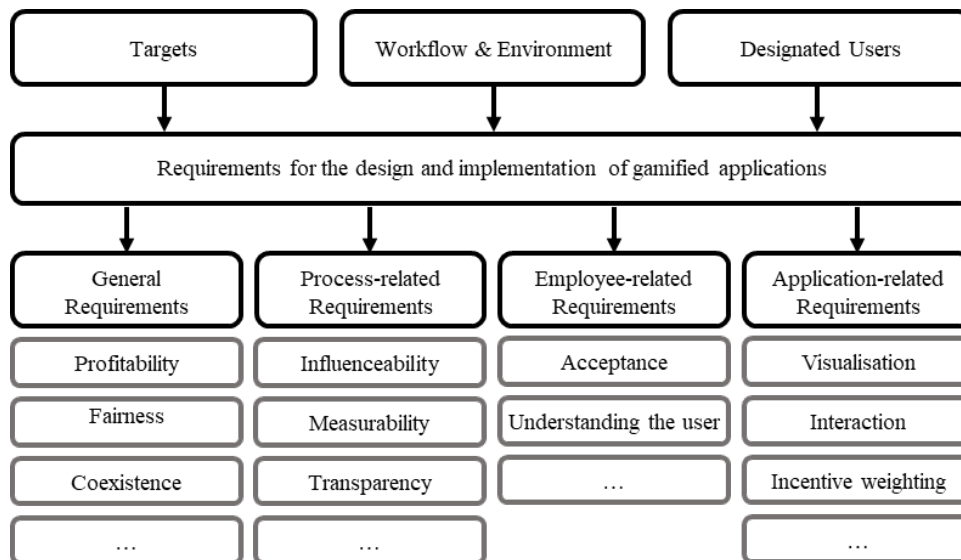 Targets
Workflow & Environment
Designated Users
Requirements for the design and implementation of gamified applications
General
Requirements
Process-related
Requirements
Employee-related
Requirements
Application-related
Requirements
Profitability
Influenceability
Acceptance
Visualisation
Fairness
Measurability
Understanding the user
Interaction
Coexistence
Transparency
…
Incentive weighting
…
…
…